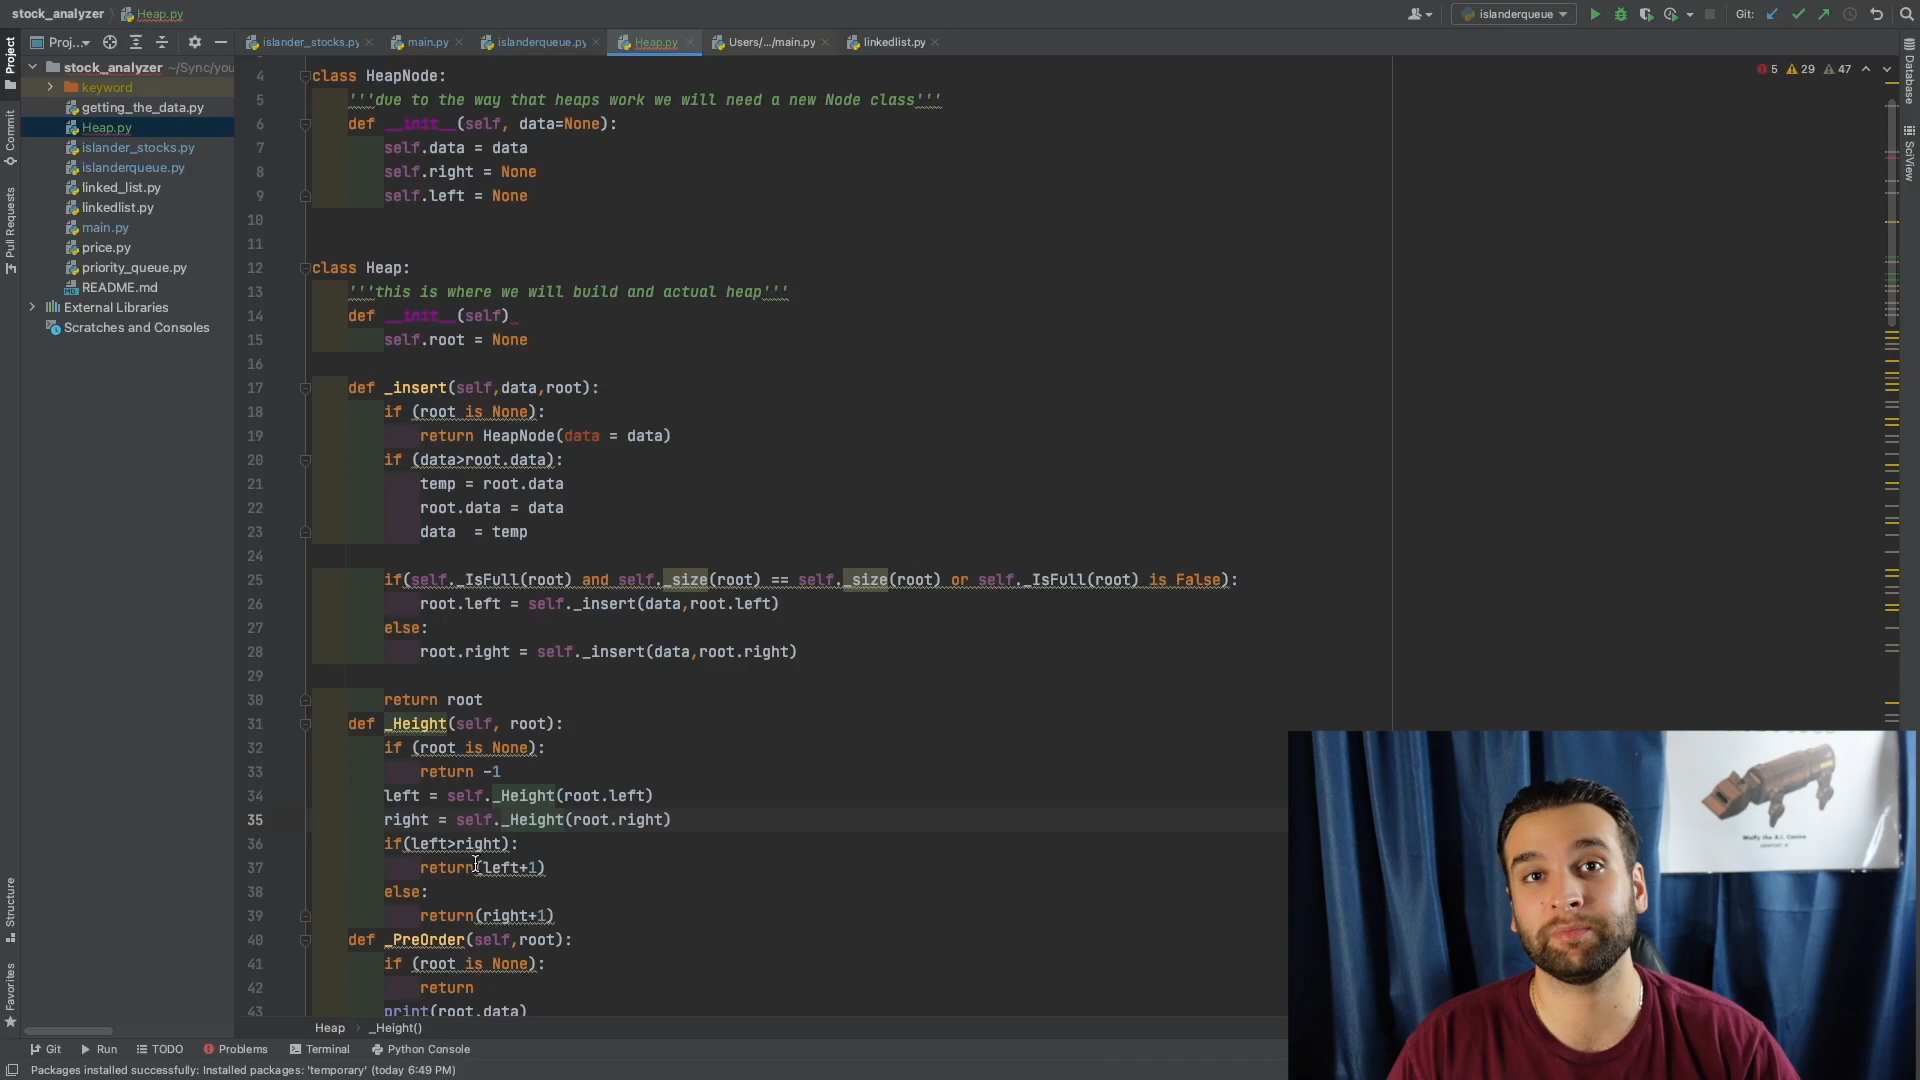 stock_analyzer Heap.py
islanderqueue Git:
Project
Proj...
islander_stocks.py main.py islanderqueue.py Heap.py Users/.../main.py linkedlist.py
stock_analyzer ~/Sync/you
keyword
getting_the_data.py
Heap.py
islander_stocks.py
islanderqueue.py
linked_list.py
linkedlist.py
main.py
price.py
priority_queue.py
README.md
External Libraries
Scratches and Consoles
Commit
Pull Requests
Structure
Favorites
5 29 47
Database
SciView
4 class HeapNode:
5 '''due to the way that heaps work we will need a new Node class'''
6 def __init__(self, data=None):
7 self.data = data
8 self.right = None
9 self.left = None
10
11
12 class Heap:
13 '''this is where we will build and actual heap'''
14 def __init__(self)
15 self.root = None
16
17 def _insert(self,data,root):
18 if (root is None):
19 return HeapNode(data = data)
20 if (data>root.data):
21 temp = root.data
22 root.data = data
23 data  = temp
24
25 if(self._IsFull(root) and self._size(root) == self._size(root) or self._IsFull(root) is False):
26 root.left = self._insert(data,root.left)
27 else:
28 root.right = self._insert(data,root.right)
29
30 return root
31 def _Height(self, root):
32 if (root is None):
33 return -1
34 left = self._Height(root.left)
35 right = self._Height(root.right)
36 if(left>right):
37 return(left+1)
38 else:
39 return(right+1)
40 def _PreOrder(self,root):
41 if (root is None):
42 return
43 print(root.data)
Heap _Height()
Git Run TODO Problems Terminal Python Console
Packages installed successfully: Installed packages: 'temporary' (today 6:49 PM)